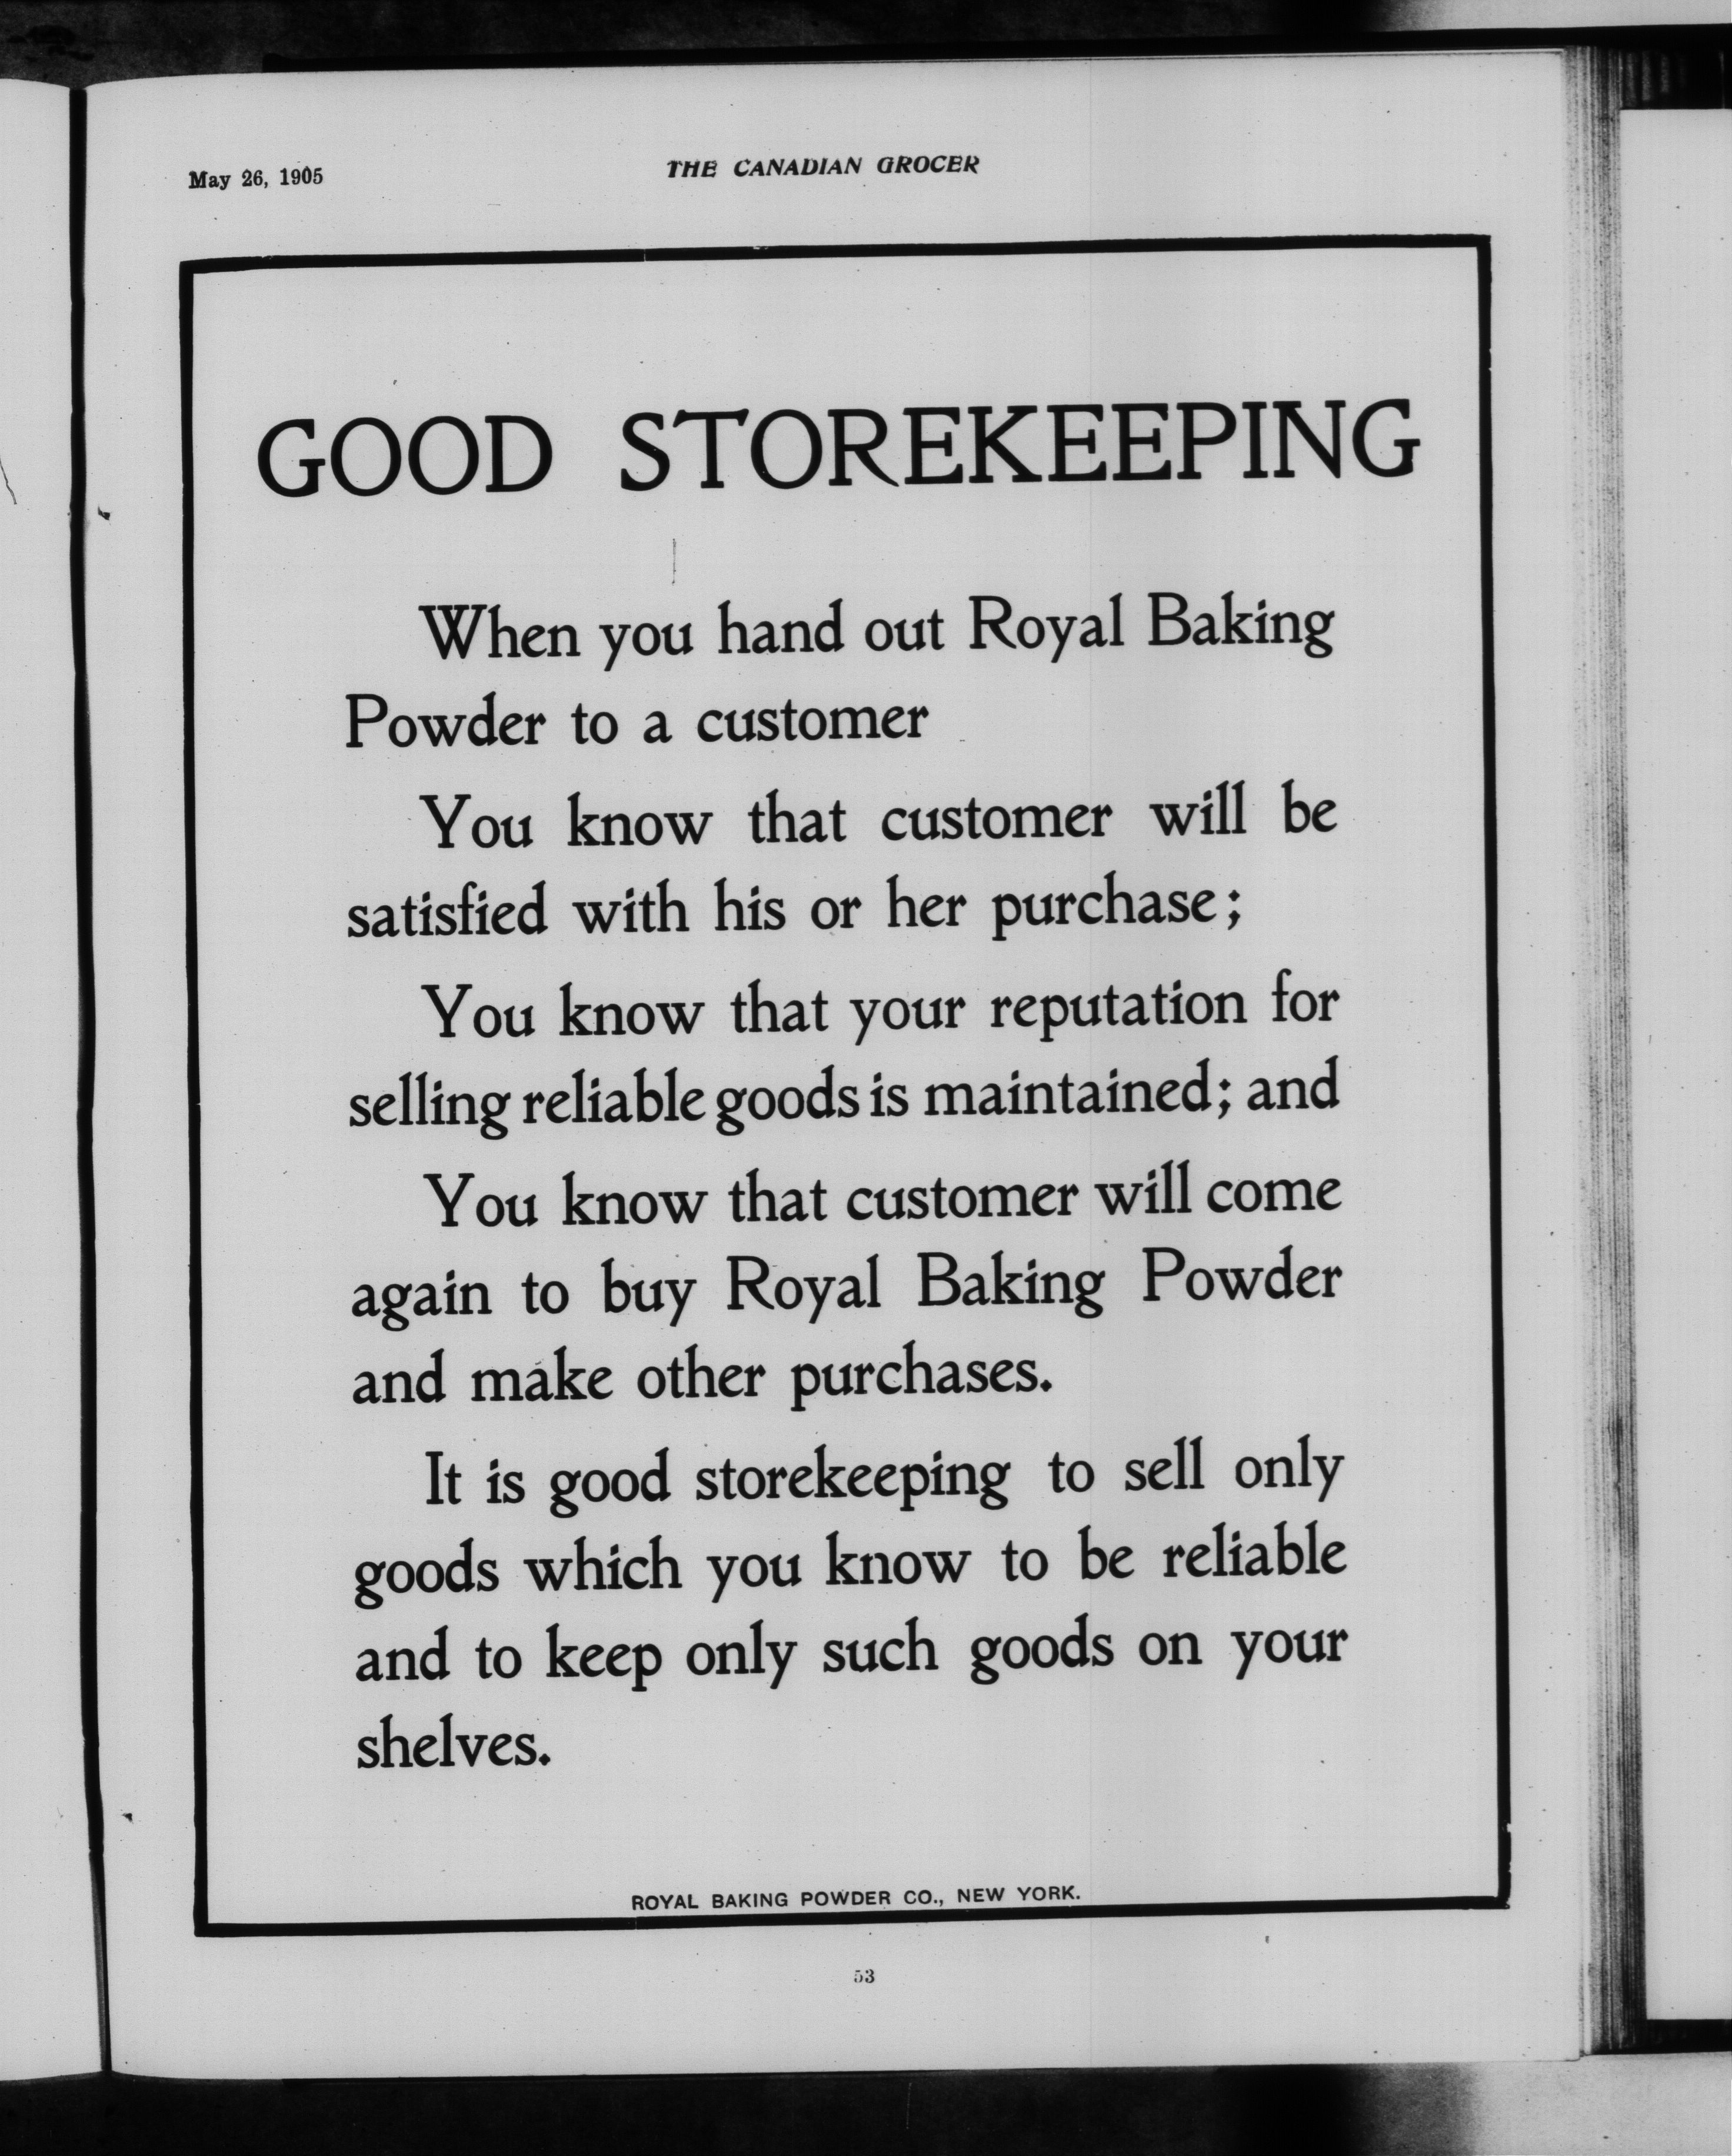 May 26, 1905
THE CANADIAN GROCER
GOOD STOREKEEPING
When you hand out Royal Baking
Powder to a customer
You know that customer will be
satisfied with his or her purchase;
You know that your reputation for
selling reliable goods is maintained; and
You know that customer will come
again to buy Royal Baking Powder
and make other purchases.
It is good storekeeping to sell only
goods which you know to be reliable
and to keep only such goods on your
shelves.
ROYAL BAKING POWDER CO., NEW YORK.
53